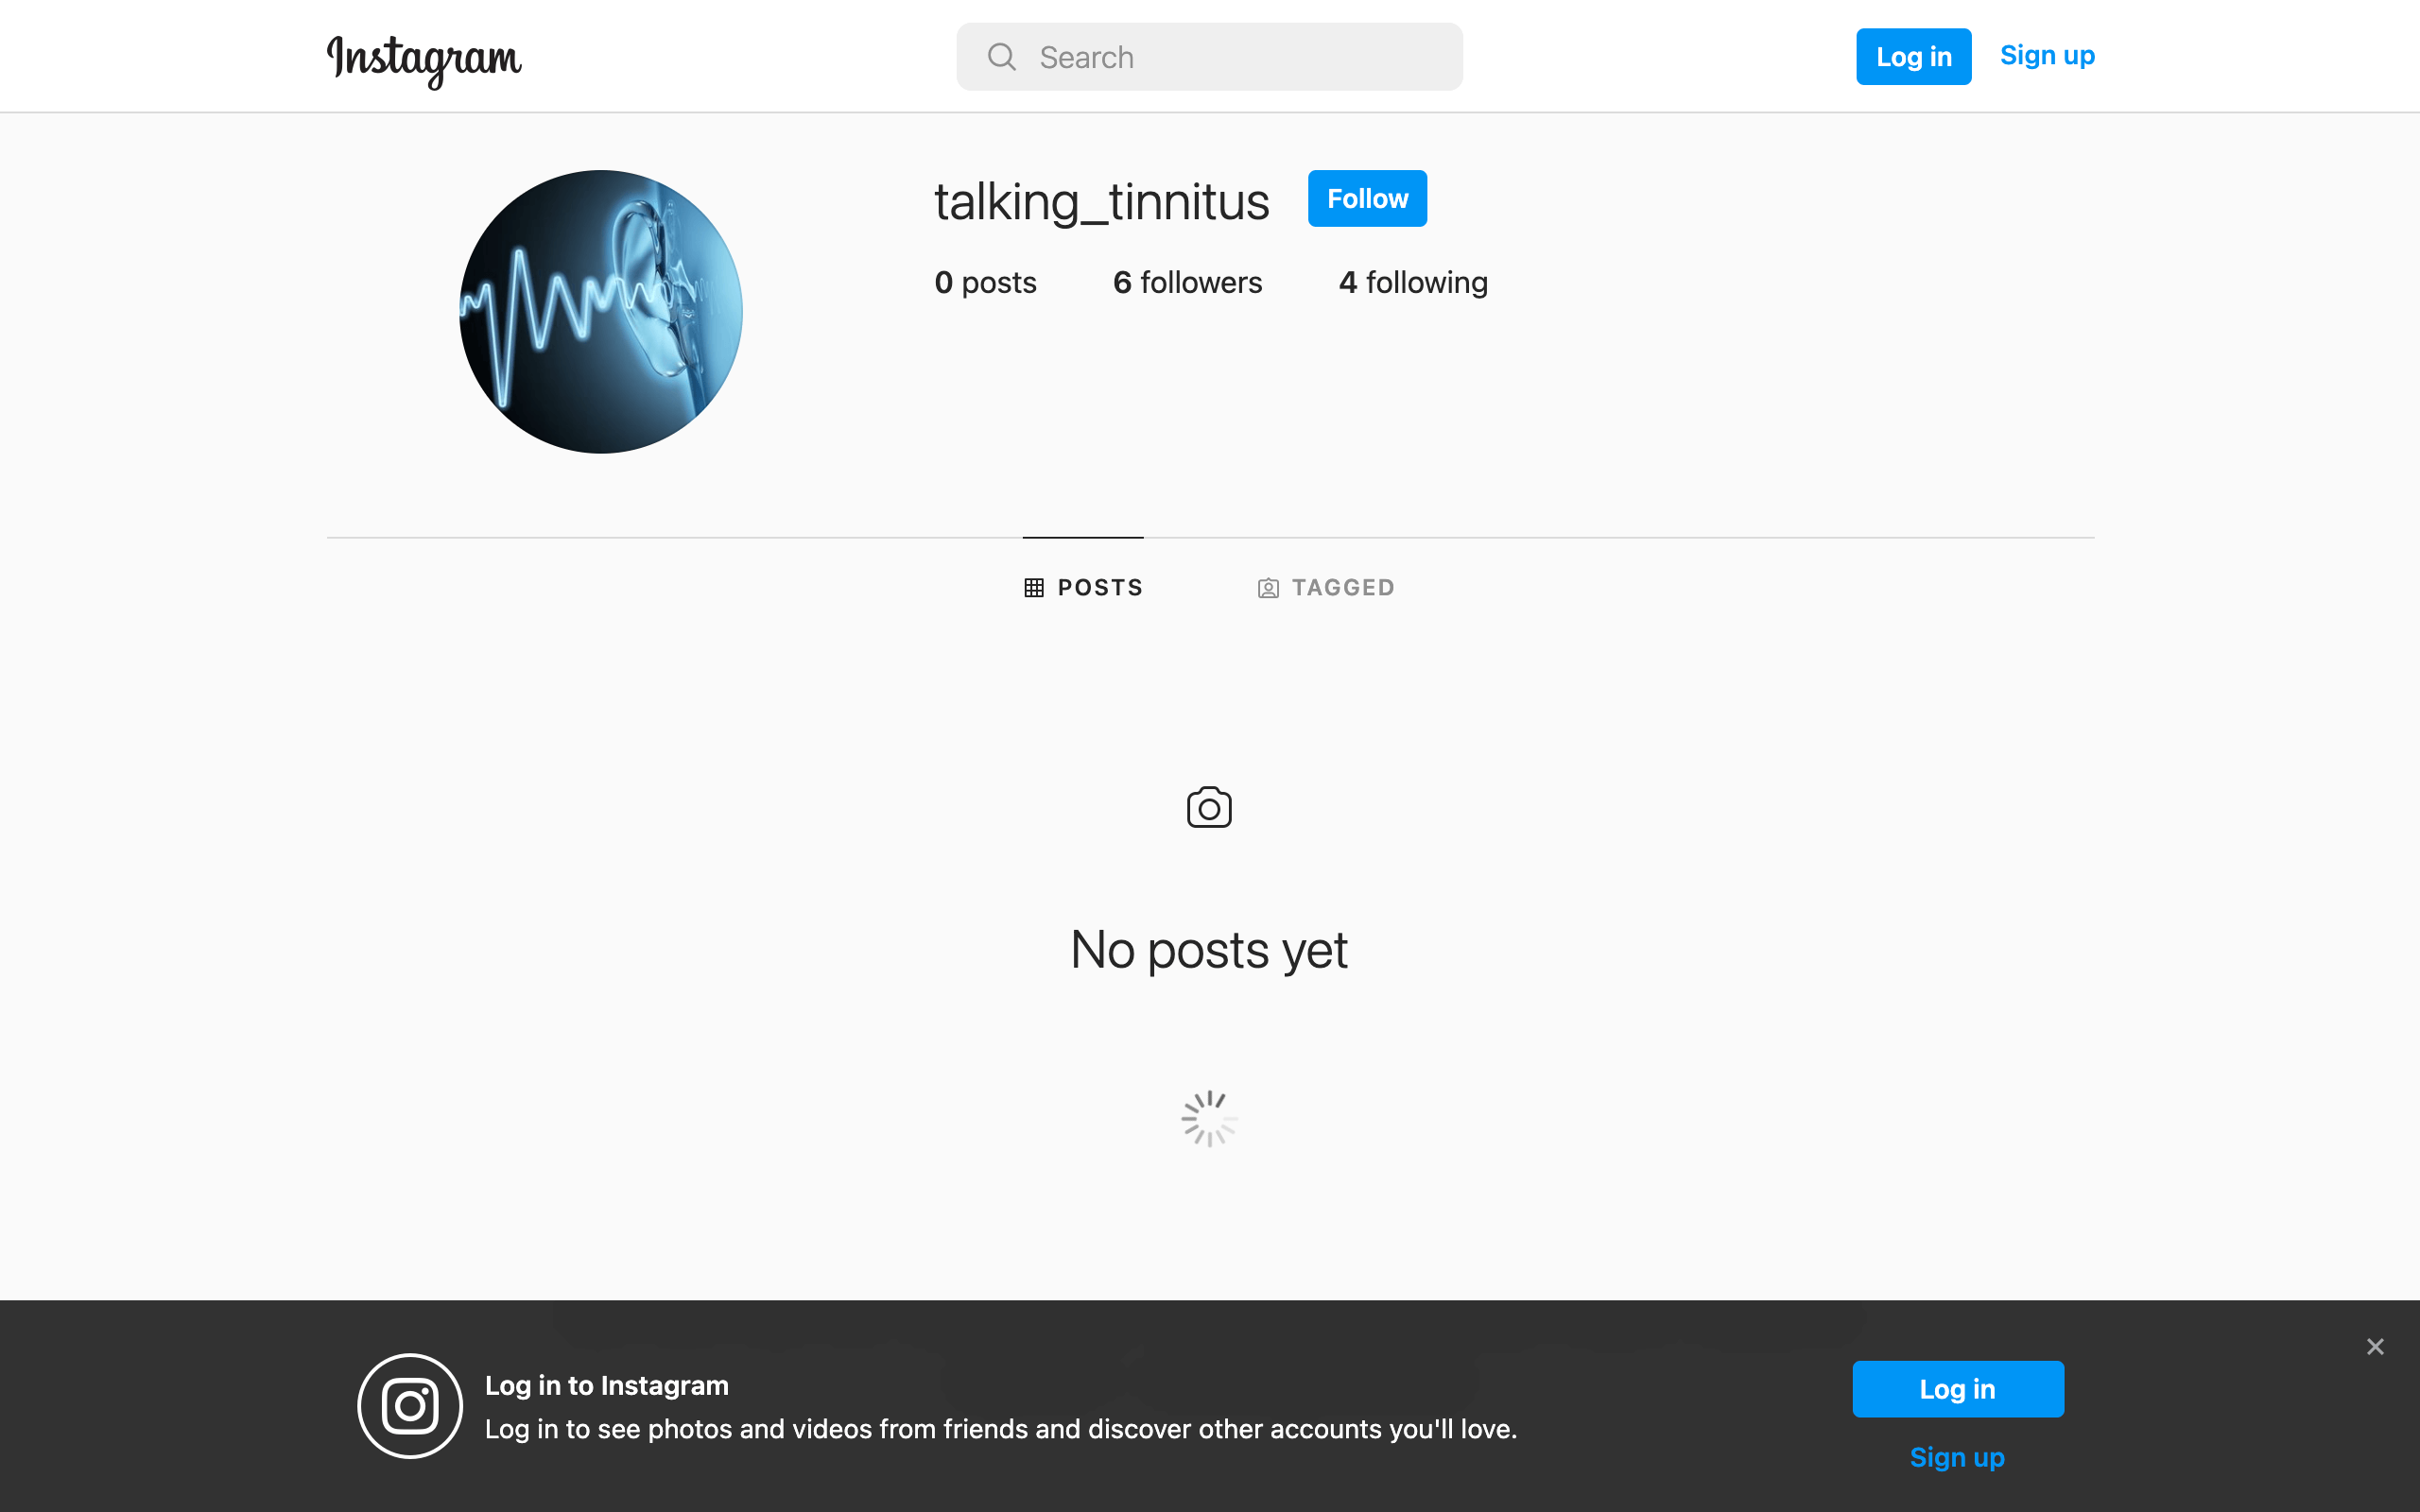 Instagram
Search
Log in
Sign up
talking_tinnitus
Follow
0 posts
6 followers
4 following
POSTS
TAGGED
No posts yet
Log in to Instagram
Log in to see photos and videos from friends and discover other accounts you'll love.
Log in
Sign up